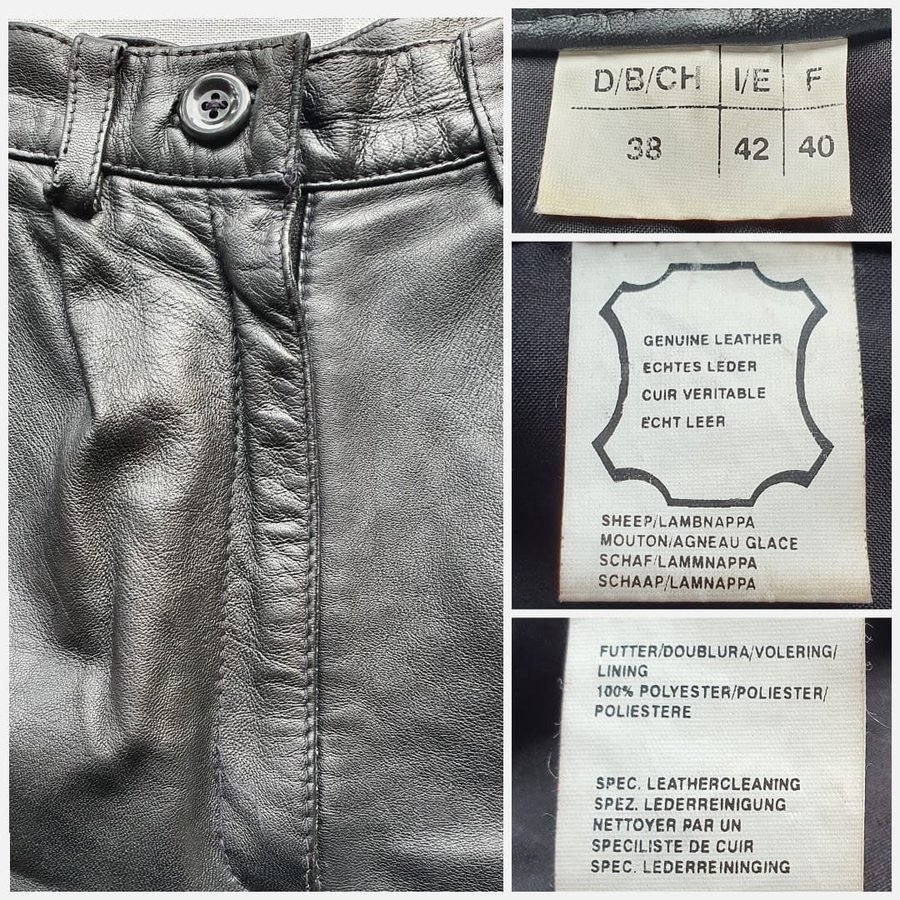 D/B/CH I/E F
38 42 40
GENUINE LEATHER
ECHTES LEDER
CUIR VERITABLE
ECHT LEER
SHEEP/LAMBNAPPA
MOUTON/AGNEAU GLACE
SCHAF/LAMMNAPPA
SCHAAP/LAMNAPPA
FUTTER/DOUBLURA/VOLERING/
LINING
100% POLYESTER/POLIESTER/
POLIESTERE
SPEC. LEATHERCLEANING
SPEZ. LEDERREINIGUNG
NETTOYER PAR UN
SPECILISTE DE CUIR
SPEC. LEDERREININGING